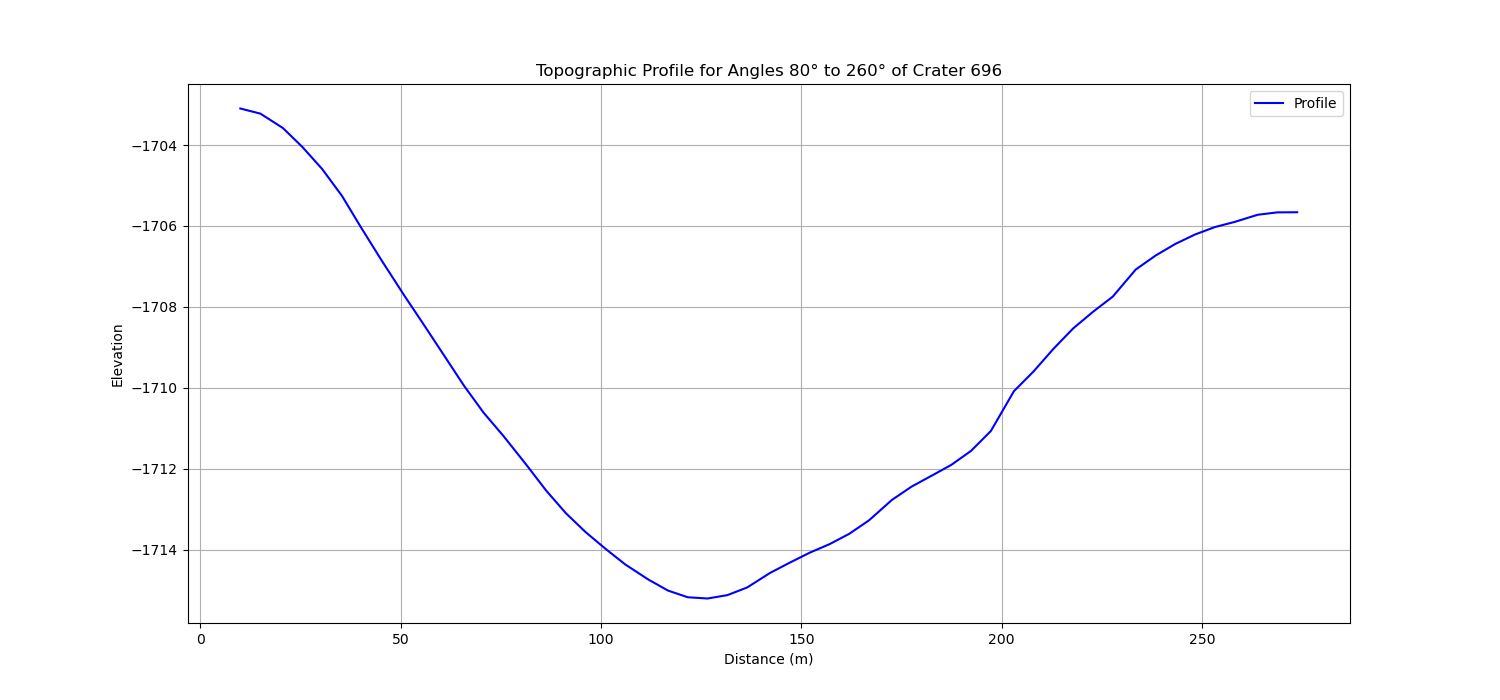 Topographic Profile for Angles 80° to 260° of Crater 696
Profile
−1704
−1706
−1708
−1710
−1712
−1714
Elevation
0 50 100 150 200 250
Distance (m)